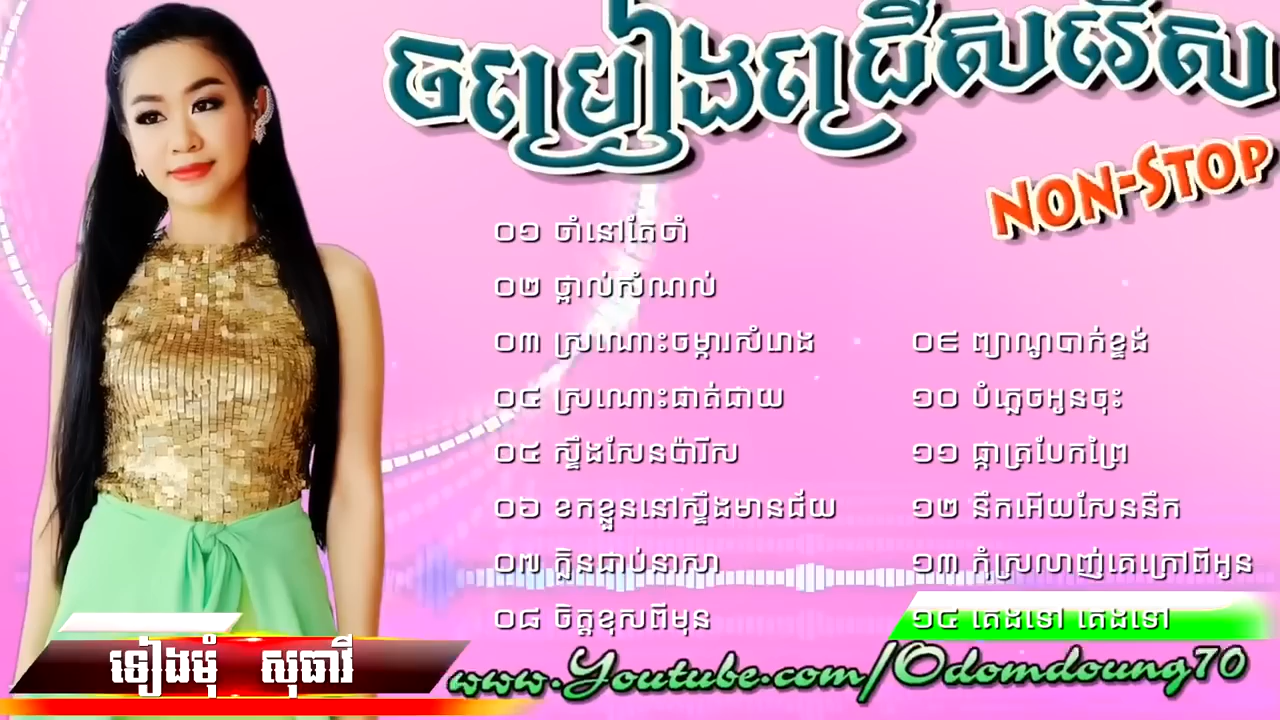 ចម្រៀងជ្រើសរើស
Non-Stop
០១ ចាំនៅតែចាំ
០២ ផ្គាល់សំណល់
០៣ ស្រណោះចម្ការសំរោង
០៤ ស្រណោះផាត់ជាយ
០៥ ស្ទឹងសែនប៉ារីស
០៦ ខកខ្លួននៅស្ទឹងមានជ័យ
០៧ ក្លិនជាប់នាសា
០៨ ចិត្តខុសពីមុន
០៩ ព្យាណូបាក់ខ្ទង់
១០ បំភ្លេចអូនចុះ
១១ ផ្កាត្របែកព្រៃ
១២ នឹកអើយសែននឹក
១៣ កុំស្រលាញ់គេក្រៅពីអូន
១៤ គេងទៅ គេងទៅ
ទៀងមុំ សុធាវី
www.Youtube.com/Odomdoung70